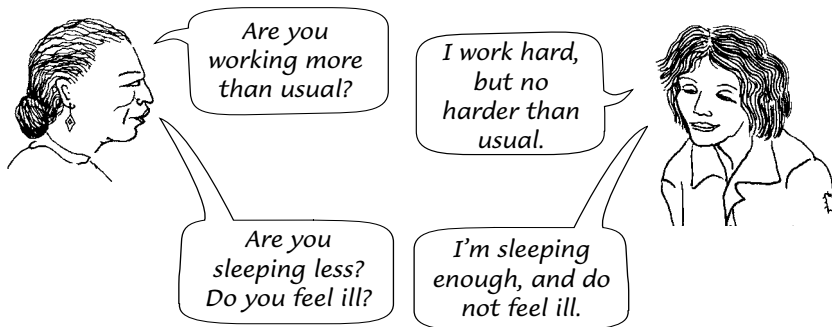 Are you
working more
than usual?
I work hard,
but no
harder than
usual.
Are you
sleeping less?
Do you feel ill?
I'm sleeping
enough, and do
not feel ill.